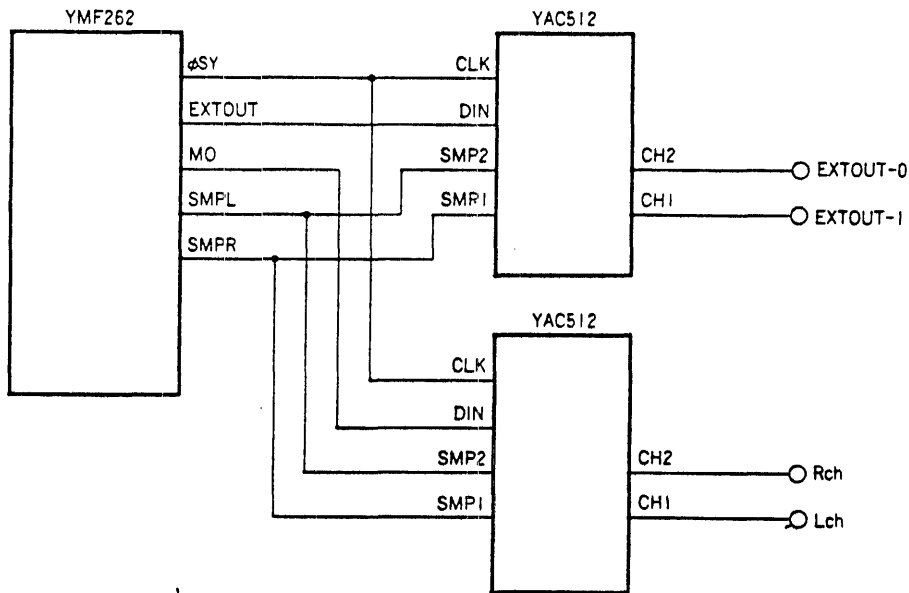 YMF262
φSY
EXTOUT
MO
SMPL
SMPR
YAC512
CLK
DIN
SMP2
SMP1
CH2
CH1
EXTOUT-0
EXTOUT-1
YAC512
CLK
DIN
SMP2
SMP1
CH2
CH1
Rch
Lch